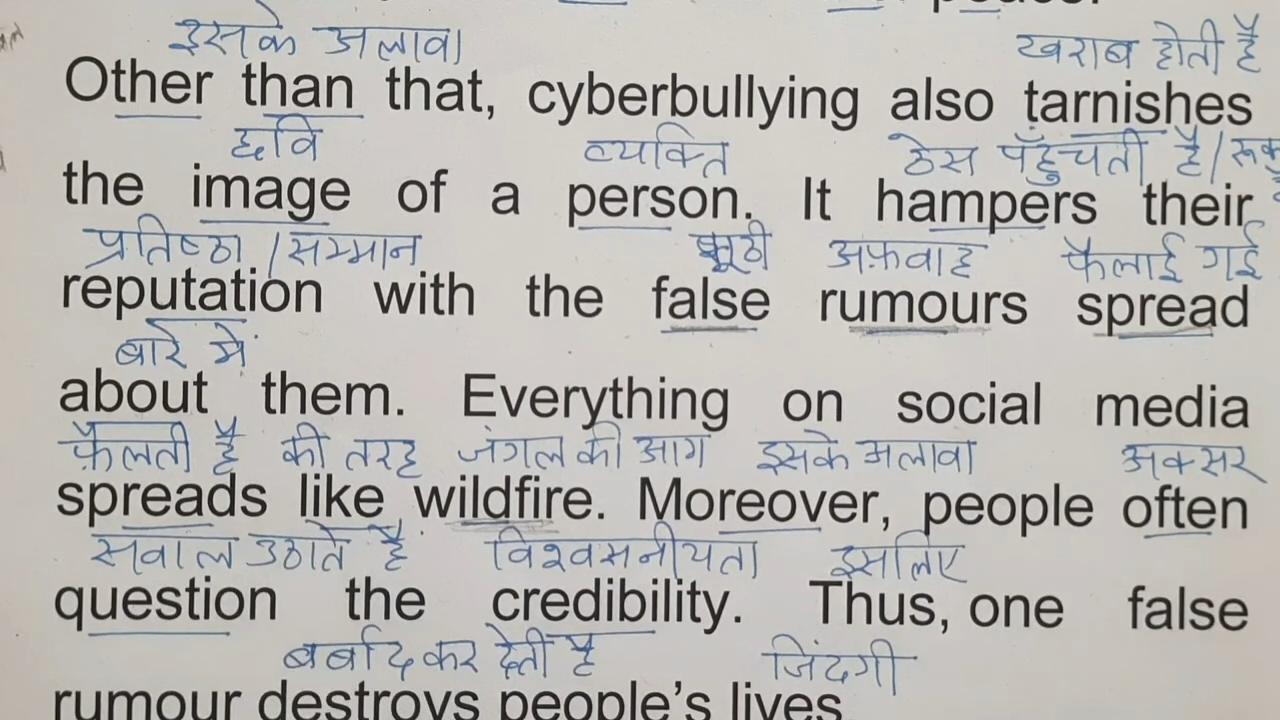 इसके अलावा खराब होती है
Other than that, cyberbullying also tarnishes
छवि व्यक्ति ठेस पहुँचती है/
the image of a person. It hampers their
प्रतिष्ठा / सम्मान झूठी अफ़वाह फैलाई गई
reputation with the false rumours spread
बारे में
about them. Everything on social media
फ़ैलती है की तरह जंगल की आग इसके अलावा अक्सर
spreads like wildfire. Moreover, people often
सवाल उठाते है विश्वसनीयता इसलिए
question the credibility. Thus, one false
बर्बाद कर देती है जिंदगी
rumour destroys people's lives